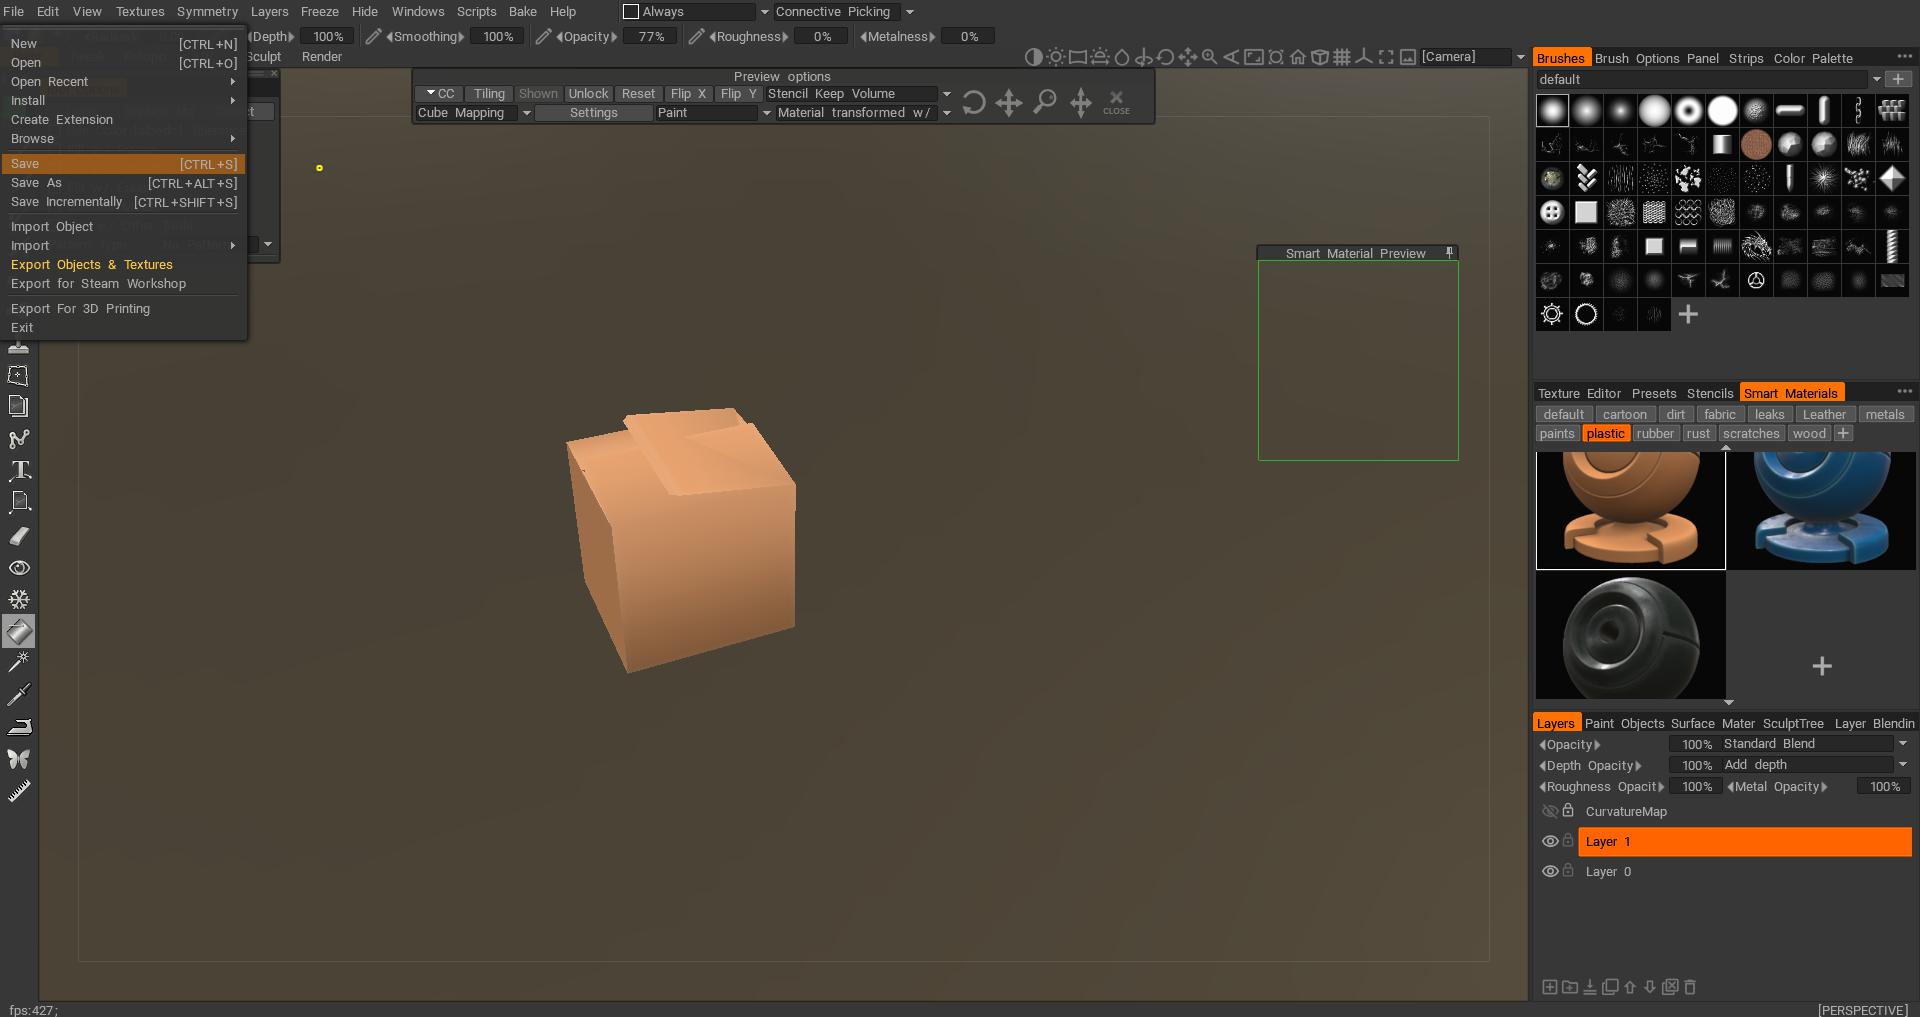 File Edit View Textures Symmetry Layers Freeze Hide Windows Scripts Bake Help Always Connective Picking
Depth 100% Smoothing 100% Opacity 77% Roughness 0% Metalness 0%
Sculpt Render [Camera]
New [CTRL+N]
Open [CTRL+O]
Open Recent
Install
Create Extension
Browse
Save [CTRL+S]
Save As [CTRL+ALT+S]
Save Incrementally [CTRL+SHIFT+S]
Import Object
Import
Export Objects & Textures
Export for Steam Workshop
Export For 3D Printing
Exit
Preview options
CC Tiling Shown Unlock Reset Flip X Flip Y Stencil Keep Volume
Cube Mapping Settings Paint Material transformed w/
CLOSE
Smart Material Preview
Brushes Brush Options Panel Strips Color Palette
default
Texture Editor Presets Stencils Smart Materials
default cartoon dirt fabric leaks Leather metals
paints plastic rubber rust scratches wood
Layers Paint Objects Surface Mater SculptTree Layer Blendin
Opacity 100% Standard Blend
Depth Opacity 100% Add depth
Roughness Opacit 100% Metal Opacity 100%
CurvatureMap
Layer 1
Layer 0
fps:427; [PERSPECTIVE]